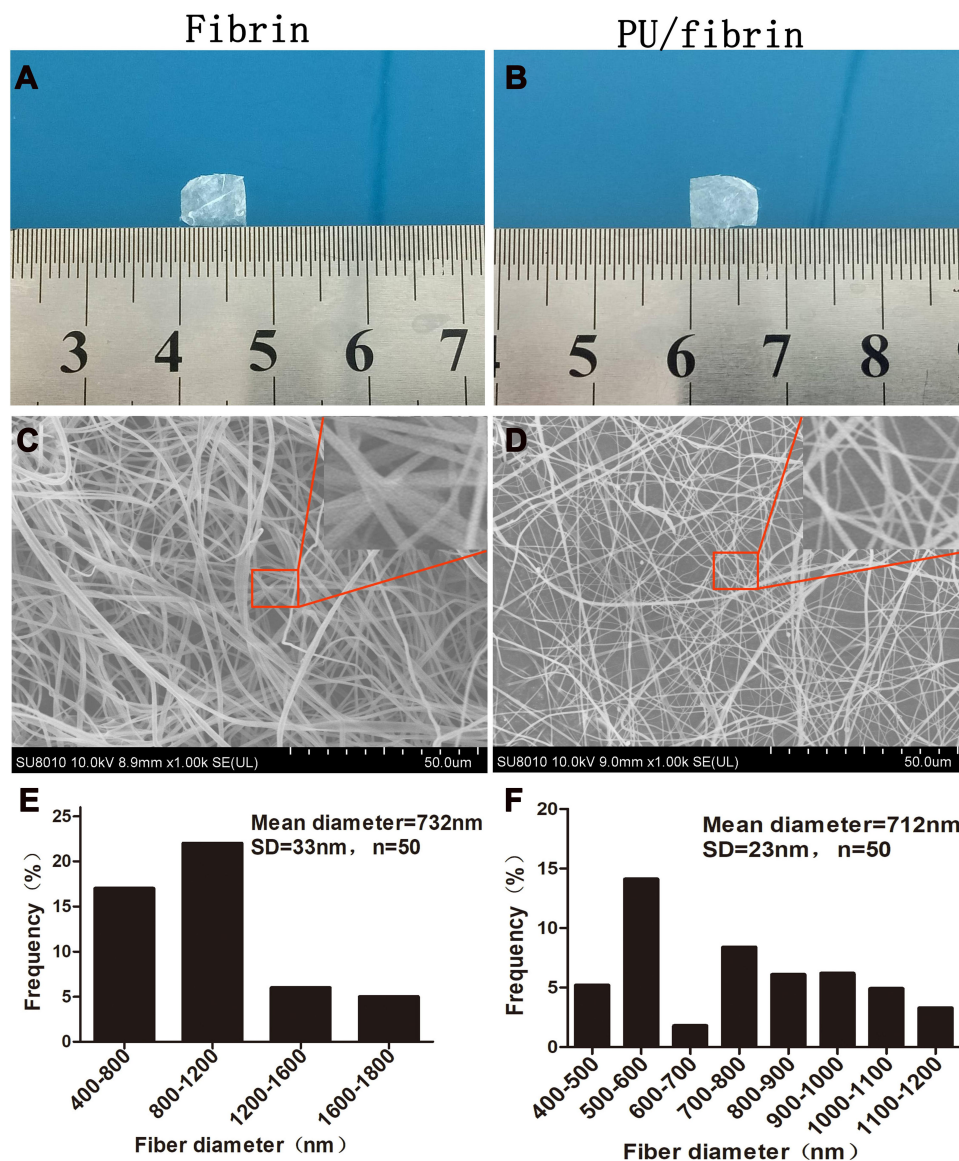 Fibrin
PU/fibrin
A
B
3 4 5 6 7
5 6 7 8
C
D
SU8010 10.0kV 8.9mm x1.00k SE(UL)
50.0um
SU8010 10.0kV 9.0mm x1.00k SE(UL)
50.0um
E
Mean diameter=732nm
SD=33nm, n=50
Frequency (%)
25
20
15
10
5
0
400-800
800-1200
1200-1600
1600-1800
Fiber diameter (nm)
F
Mean diameter=712nm
SD=23nm, n=50
Frequency (%)
20
15
10
5
0
400-500
500-600
600-700
700-800
800-900
900-1000
1000-1100
1100-1200
Fiber diameter (nm)